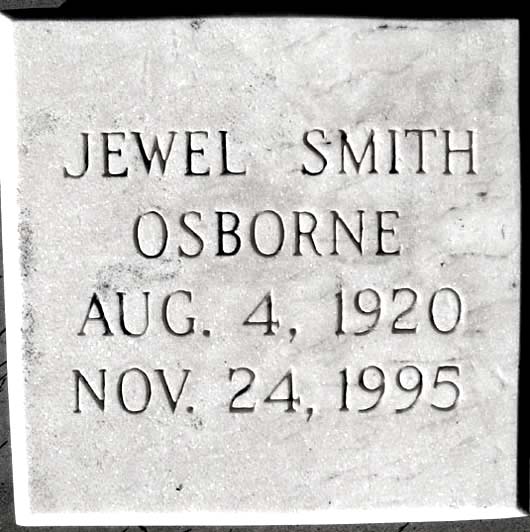 JEWEL SMITH
OSBORNE
AUG. 4, 1920
NOV. 24, 1995